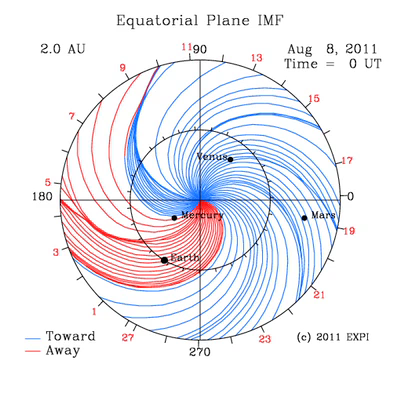 Equatorial Plane IMF
2.0 AU
11 90
Aug 8, 2011
Time = 0 UT
9
13
7
15
Venus
17
5
180
0
Mercury
Mars
19
3
Earth
21
1
27
23
270
Toward
Away
(c) 2011 EXPI